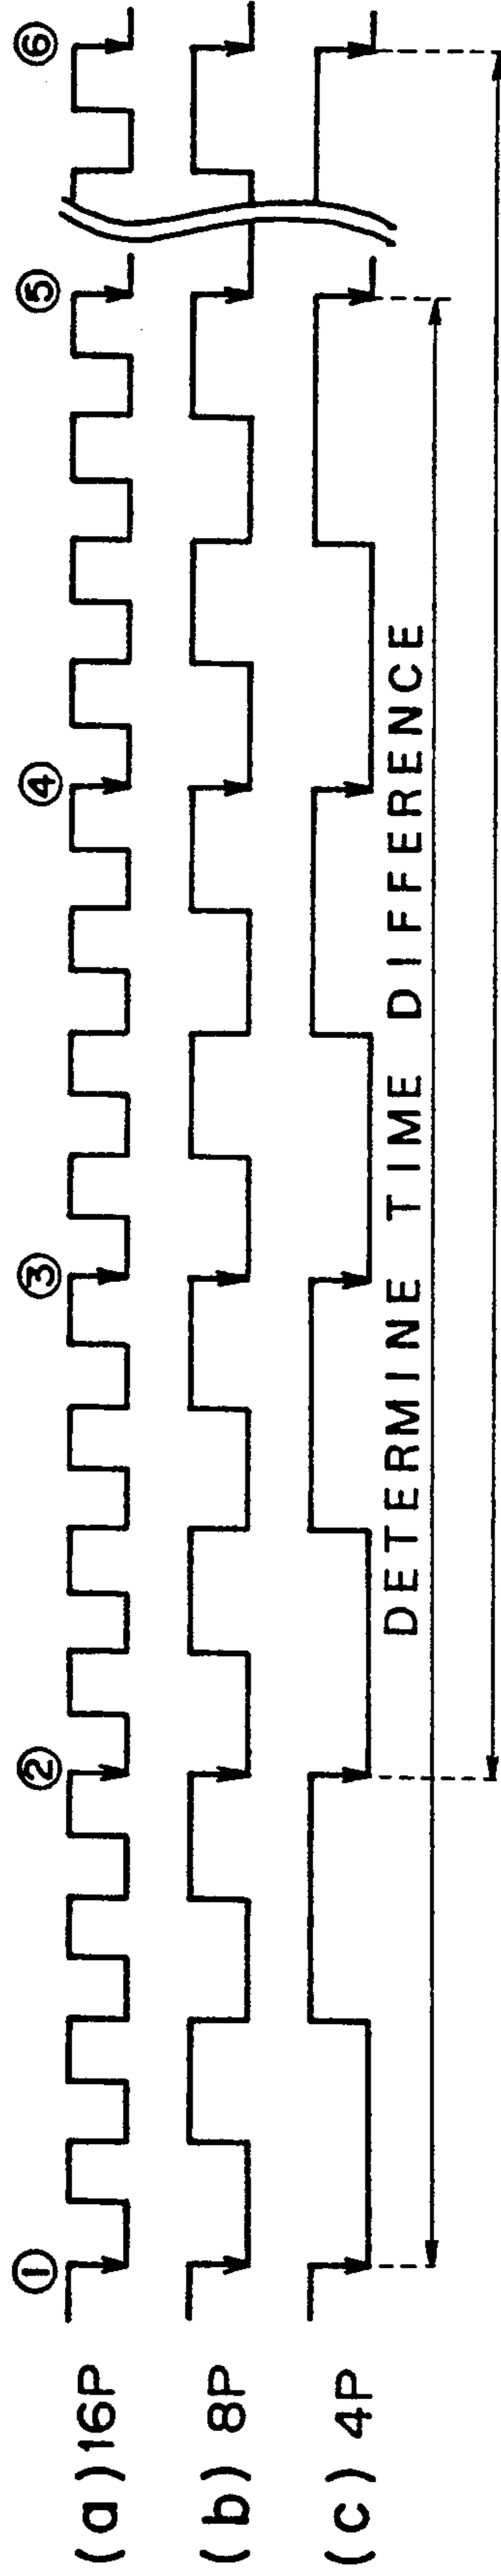 ① ② ③ ④ ⑤ ⑥
(a) 16P
(b) 8P
(c) 4P
DETERMINE TIME DIFFERENCE